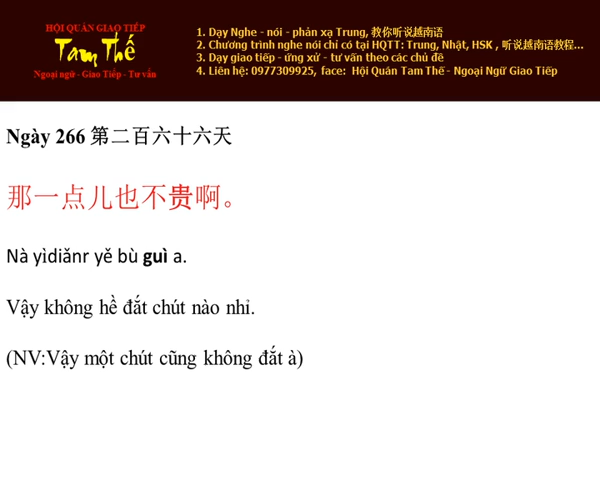 HỘI QUÁN GIAO TIẾP
Tam Thế
Ngoại ngữ - Giao Tiếp - Tư vấn
1. Dạy Nghe - nói - phản xạ Trung, 教你听说越南语
2. Chương trình nghe nói chỉ có tại HQTT: Trung, Nhật, HSK , 听说越南语教程...
3. Dạy giao tiếp - ứng xử - tư vấn theo các chủ đề
4. Liên hệ: 0977309925, face: Hội Quán Tam Thế - Ngoại Ngữ Giao Tiếp
Ngày 266 第二百六十六天
那一点儿也不贵啊。
Nà yìdiǎnr yě bù guì a.
Vậy không hề đắt chút nào nhỉ.
(NV:Vậy một chút cũng không đắt à)